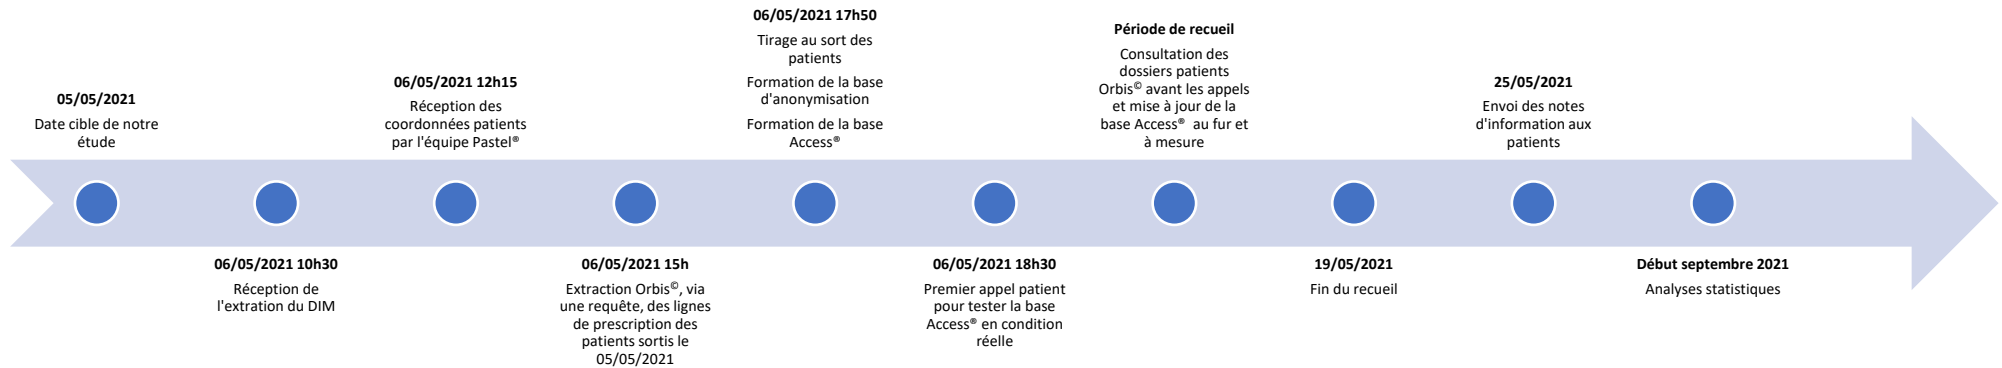 05/05/2021
Date cible de notre
étude
06/05/2021 10h30
Réception de
l'extration du DIM
06/05/2021 12h15
Réception des
coordonnées patients
par l'équipe Pastel®
06/05/2021 15h
Extraction Orbis©, via
une requête, des lignes
de prescription des
patients sortis le
05/05/2021
06/05/2021 17h50
Tirage au sort des
patients
Formation de la base
d'anonymisation
Formation de la base
Access®
06/05/2021 18h30
Premier appel patient
pour tester la base
Access® en condition
réelle
Période de recueil
Consultation des
dossiers patients
Orbis© avant les appels
et mise à jour de la
base Access® au fur et
à mesure
19/05/2021
Fin du recueil
25/05/2021
Envoi des notes
d'information aux
patients
Début septembre 2021
Analyses statistiques